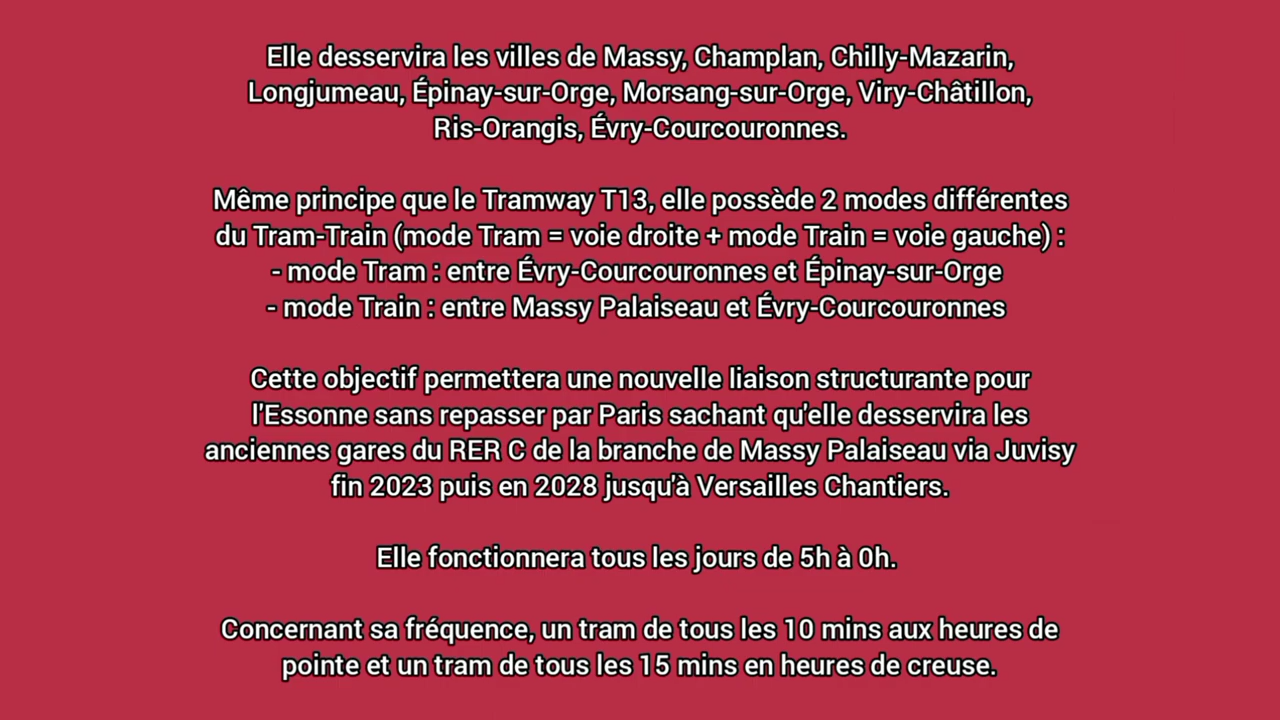 Elle desservira les villes de Massy, Champlan, Chilly-Mazarin,
Longjumeau, Épinay-sur-Orge, Morsang-sur-Orge, Viry-Châtillon,
Ris-Orangis, Évry-Courcouronnes.
Même principe que le Tramway T13, elle possède 2 modes différentes
du Tram-Train (mode Tram = voie droite + mode Train = voie gauche) :
- mode Tram : entre Évry-Courcouronnes et Épinay-sur-Orge
- mode Train : entre Massy Palaiseau et Évry-Courcouronnes
Cette objectif permettera une nouvelle liaison structurante pour
l'Essonne sans repasser par Paris sachant qu'elle desservira les
anciennes gares du RER C de la branche de Massy Palaiseau via Juvisy
fin 2023 puis en 2028 jusqu'à Versailles Chantiers.
Elle fonctionnera tous les jours de 5h à 0h.
Concernant sa fréquence, un tram de tous les 10 mins aux heures de
pointe et un tram de tous les 15 mins en heures de creuse.